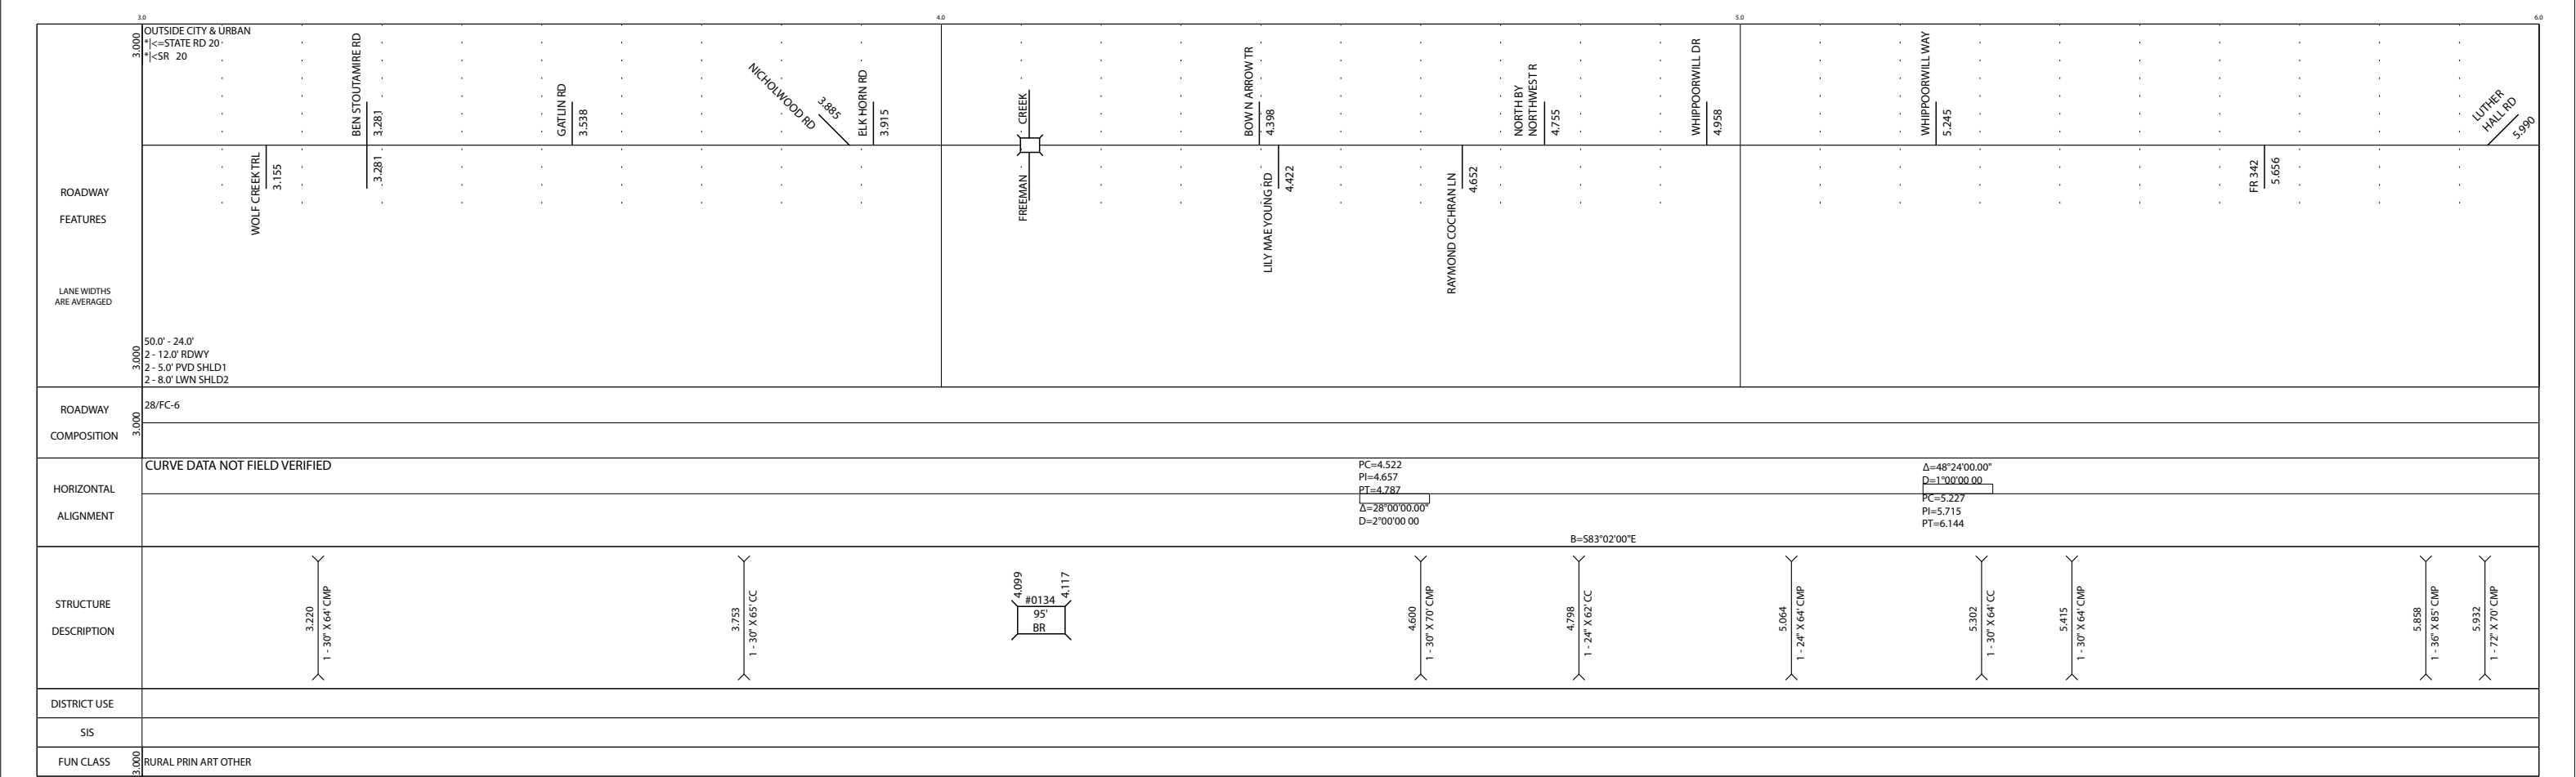 3.0
4.0
5.0
6.0
3.000
OUTSIDE CITY & URBAN
*|<=STATE RD 20
*|<SR 20
BEN STOUTAMIRE RD
3.281
GATLIN RD
3.538
NICHOLWOOD RD
3.885
ELK HORN RD
3.915
CREEK
BOW N ARROW TR
4.398
NORTH BY
NORTHWEST R
4.755
WHIPPOORWILL DR
4.958
WHIPPOORWILL WAY
5.245
LUTHER
HALL RD
5.990
ROADWAY
FEATURES
WOLF CREEK TRL
3.155
3.281
FREEMAN
LILY MAE YOUNG RD
4.422
RAYMOND COCHRAN LN
4.652
FR 342
5.656
LANE WIDTHS
ARE AVERAGED
3.000
50.0' - 24.0'
2 - 12.0' RDWY
2 - 5.0' PVD SHLD1
2 - 8.0' LWN SHLD2
ROADWAY
COMPOSITION
3.000
28/FC-6
HORIZONTAL
ALIGNMENT
CURVE DATA NOT FIELD VERIFIED
PC=4.522
PI=4.657
PT=4.787
Δ=28°00'00.00"
D=2°00'00 00
B=S83°02'00"E
Δ=48°24'00.00"
D=1°00'00 00
PC=5.227
PI=5.715
PT=6.144
STRUCTURE
DESCRIPTION
3.220
1 - 30" X 64' CMP
3.753
1 - 30" X 65' CC
4.099
4.117
#0134
95'
BR
4.600
1 - 30" X 70' CMP
4.798
1 - 24" X 62' CC
5.064
1 - 24" X 64' CMP
5.302
1 - 30" X 64' CC
5.415
1 - 30" X 64' CMP
5.858
1 - 36" X 85' CMP
5.932
1 - 72" X 70' CMP
DISTRICT USE
SIS
FUN CLASS
3.000
RURAL PRIN ART OTHER